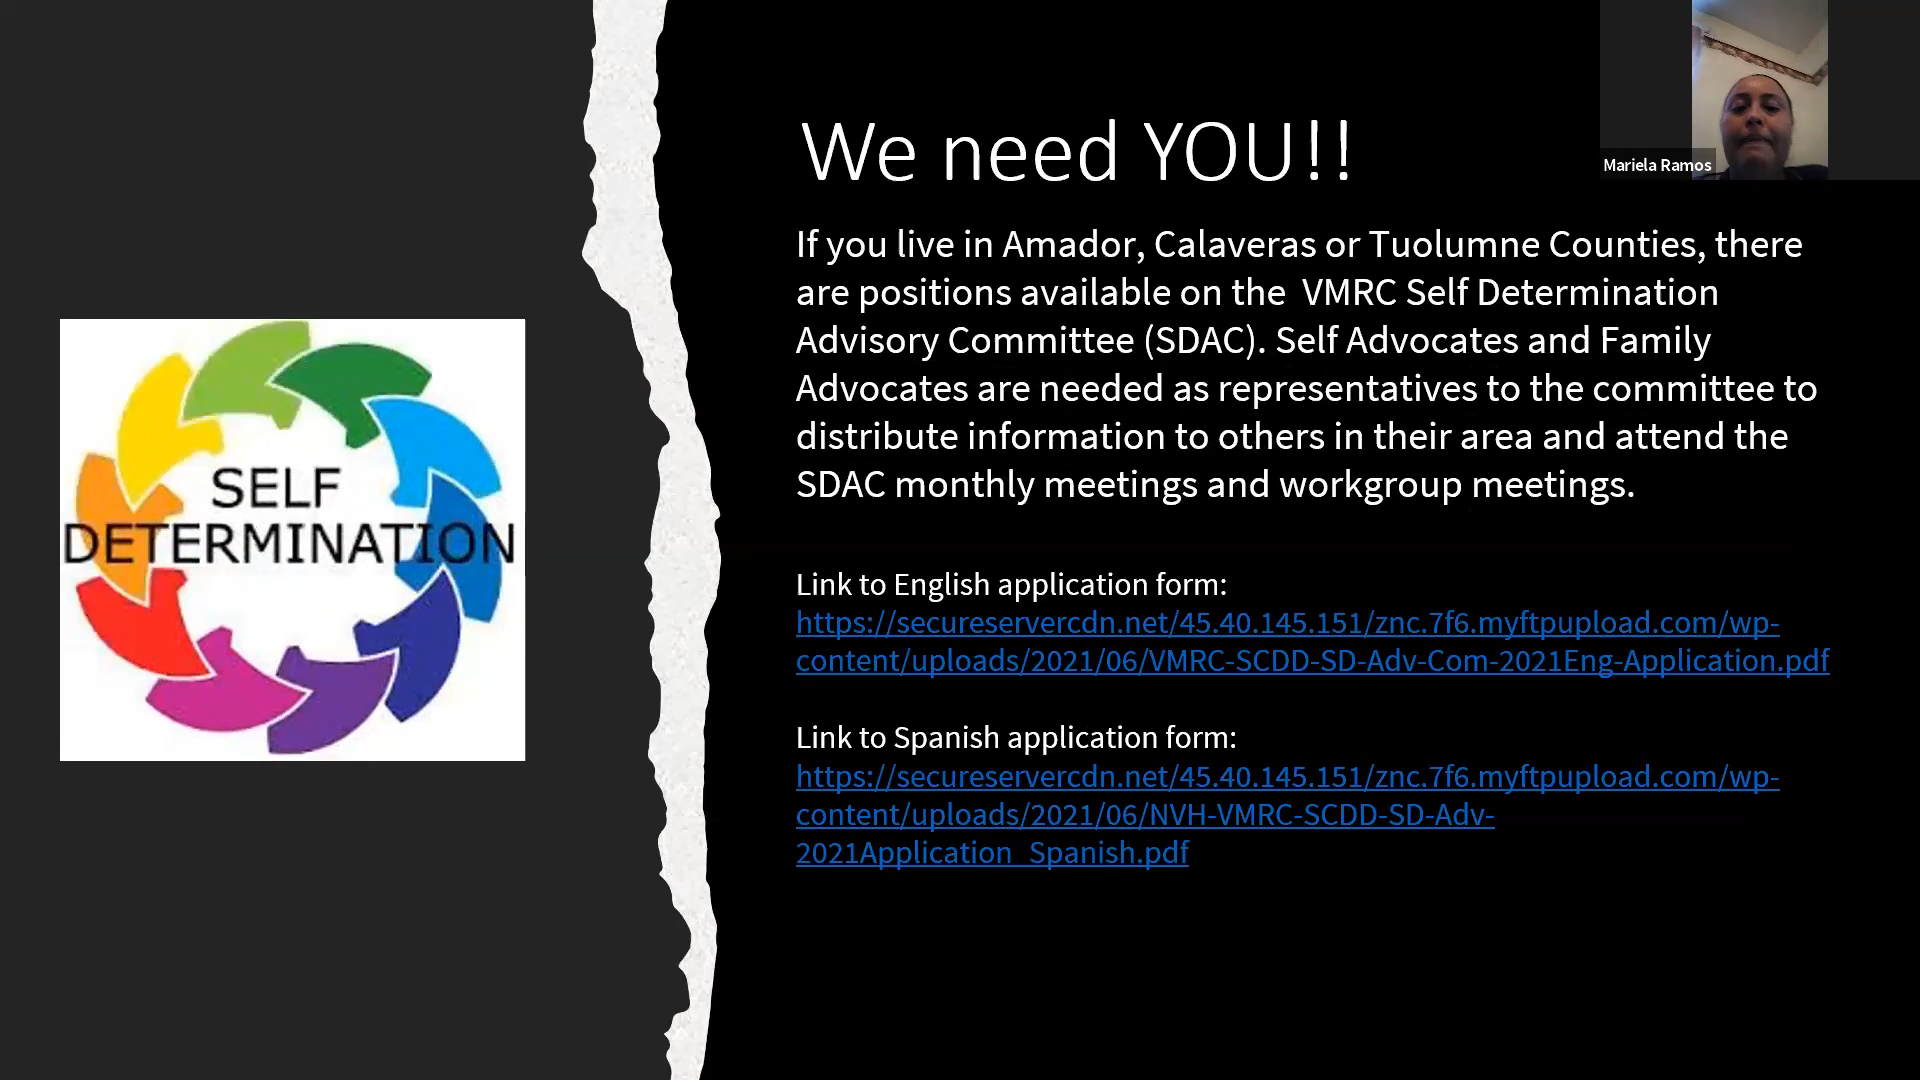 SELF
DETERMINATION
We need YOU!!
Mariela Ramos
If you live in Amador, Calaveras or Tuolumne Counties, there
are positions available on the  VMRC Self Determination
Advisory Committee (SDAC). Self Advocates and Family
Advocates are needed as representatives to the committee to
distribute information to others in their area and attend the
SDAC monthly meetings and workgroup meetings.
Link to English application form:
https://secureservercdn.net/45.40.145.151/znc.7f6.myftpupload.com/wp-
content/uploads/2021/06/VMRC-SCDD-SD-Adv-Com-2021Eng-Application.pdf
Link to Spanish application form:
https://secureservercdn.net/45.40.145.151/znc.7f6.myftpupload.com/wp-
content/uploads/2021/06/NVH-VMRC-SCDD-SD-Adv-
2021Application_Spanish.pdf